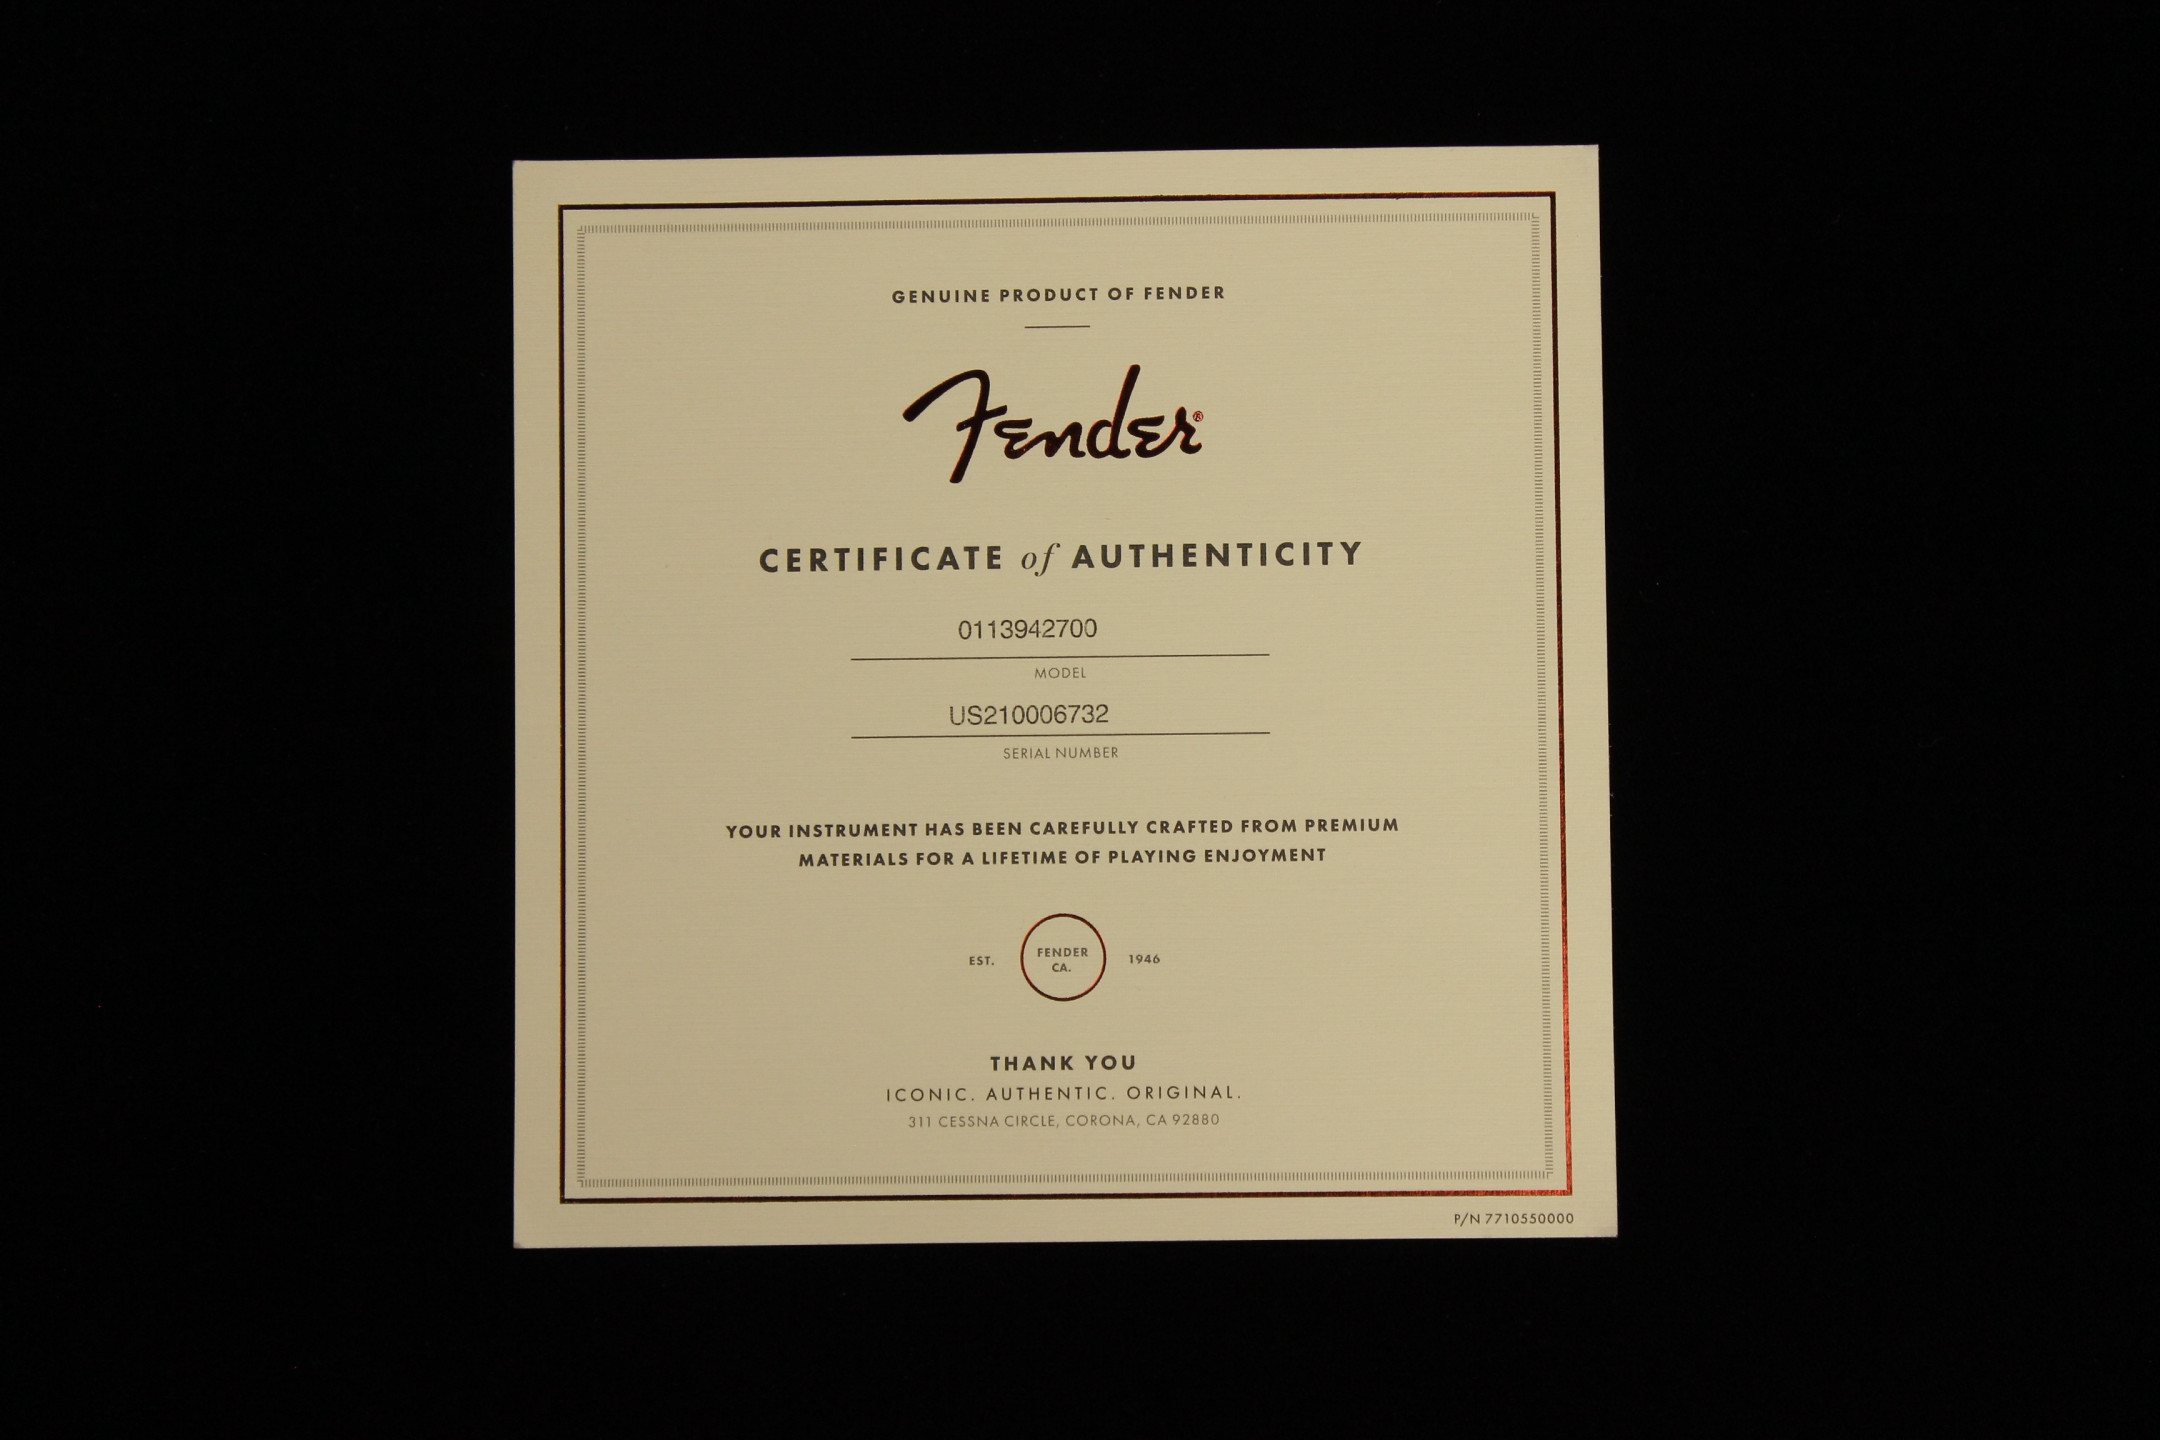 GENUINE PRODUCT OF FENDER
Fender®
CERTIFICATE of AUTHENTICITY
0113942700
MODEL
US210006732
SERIAL NUMBER
YOUR INSTRUMENT HAS BEEN CAREFULLY CRAFTED FROM PREMIUM
MATERIALS FOR A LIFETIME OF PLAYING ENJOYMENT
EST. FENDER CA. 1946
THANK YOU
ICONIC. AUTHENTIC. ORIGINAL.
311 CESSNA CIRCLE, CORONA, CA 92880
P/N 7710550000